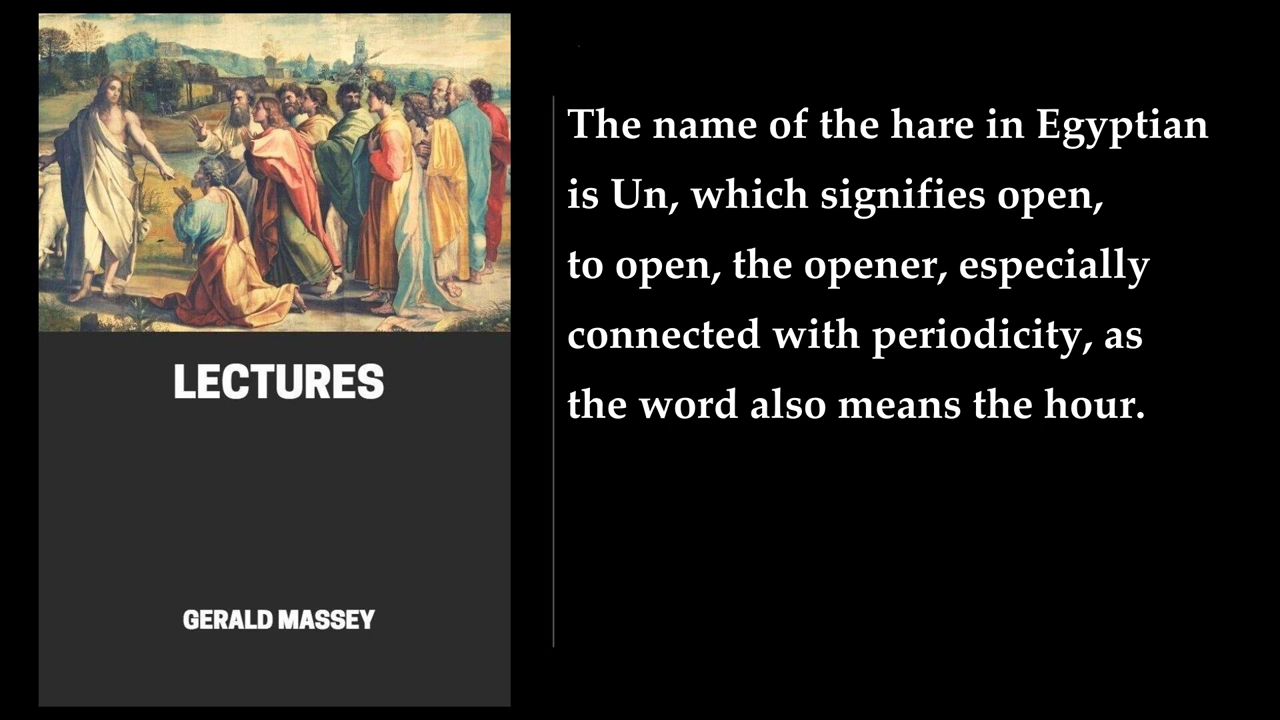 LECTURES
GERALD MASSEY
The name of the hare in Egyptian
is Un, which signifies open,
to open, the opener, especially
connected with periodicity, as
the word also means the hour.